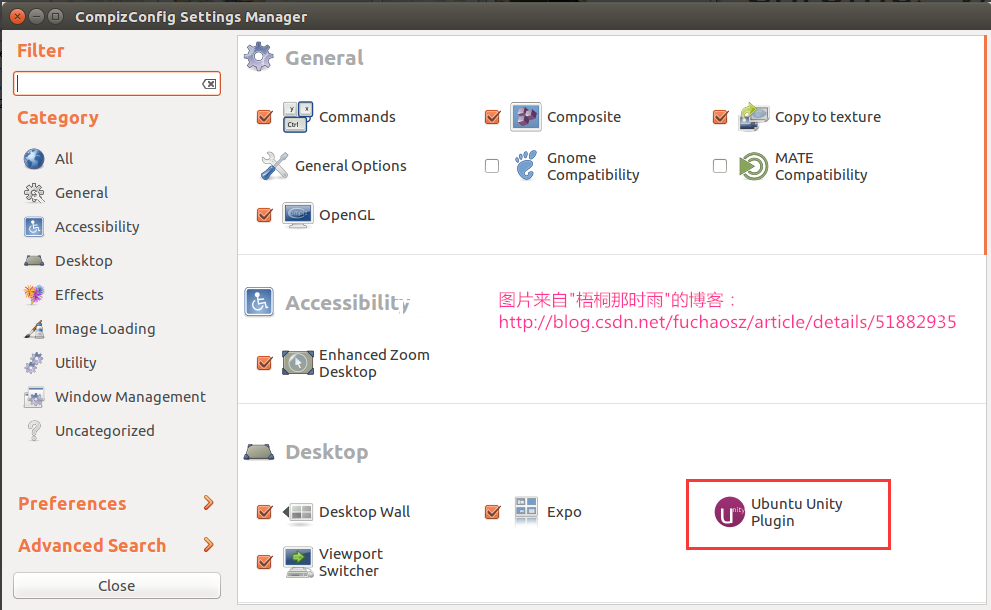 CompizConfig Settings Manager
Filter
Category
All
General
Accessibility
Desktop
Effects
Image Loading
Utility
Window Management
Uncategorized
Preferences
Advanced Search
Close
General
Commands
Composite
Copy to texture
General Options
Gnome
Compatibility
MATE
Compatibility
OpenGL
Accessibility
图片来自"梧桐那时雨"的博客：
http://blog.csdn.net/fuchaosz/article/details/51882935
Enhanced Zoom
Desktop
Desktop
Desktop Wall
Expo
Ubuntu Unity
Plugin
Viewport
Switcher